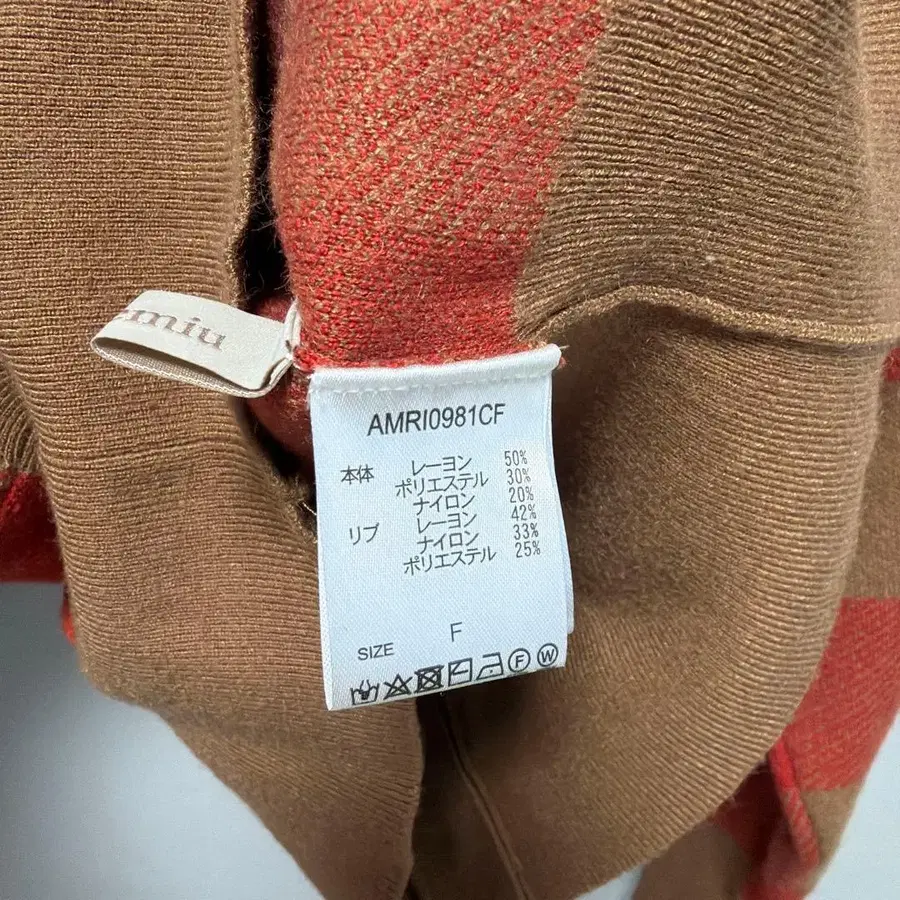 emiu
AMRI0981CF
本体 レーヨン 50%
ポリエステル 30%
ナイロン 20%
リブ レーヨン 42%
ナイロン 33%
ポリエステル 25%
SIZE F
F W